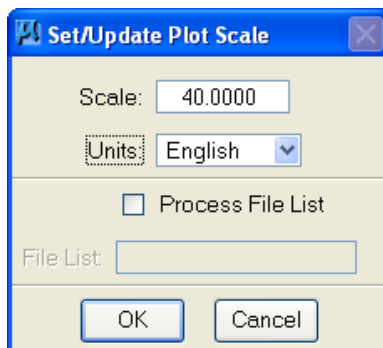 Set/Update Plot Scale
Scale: 40.0000
Units: English
Process File List
File List:
OK Cancel